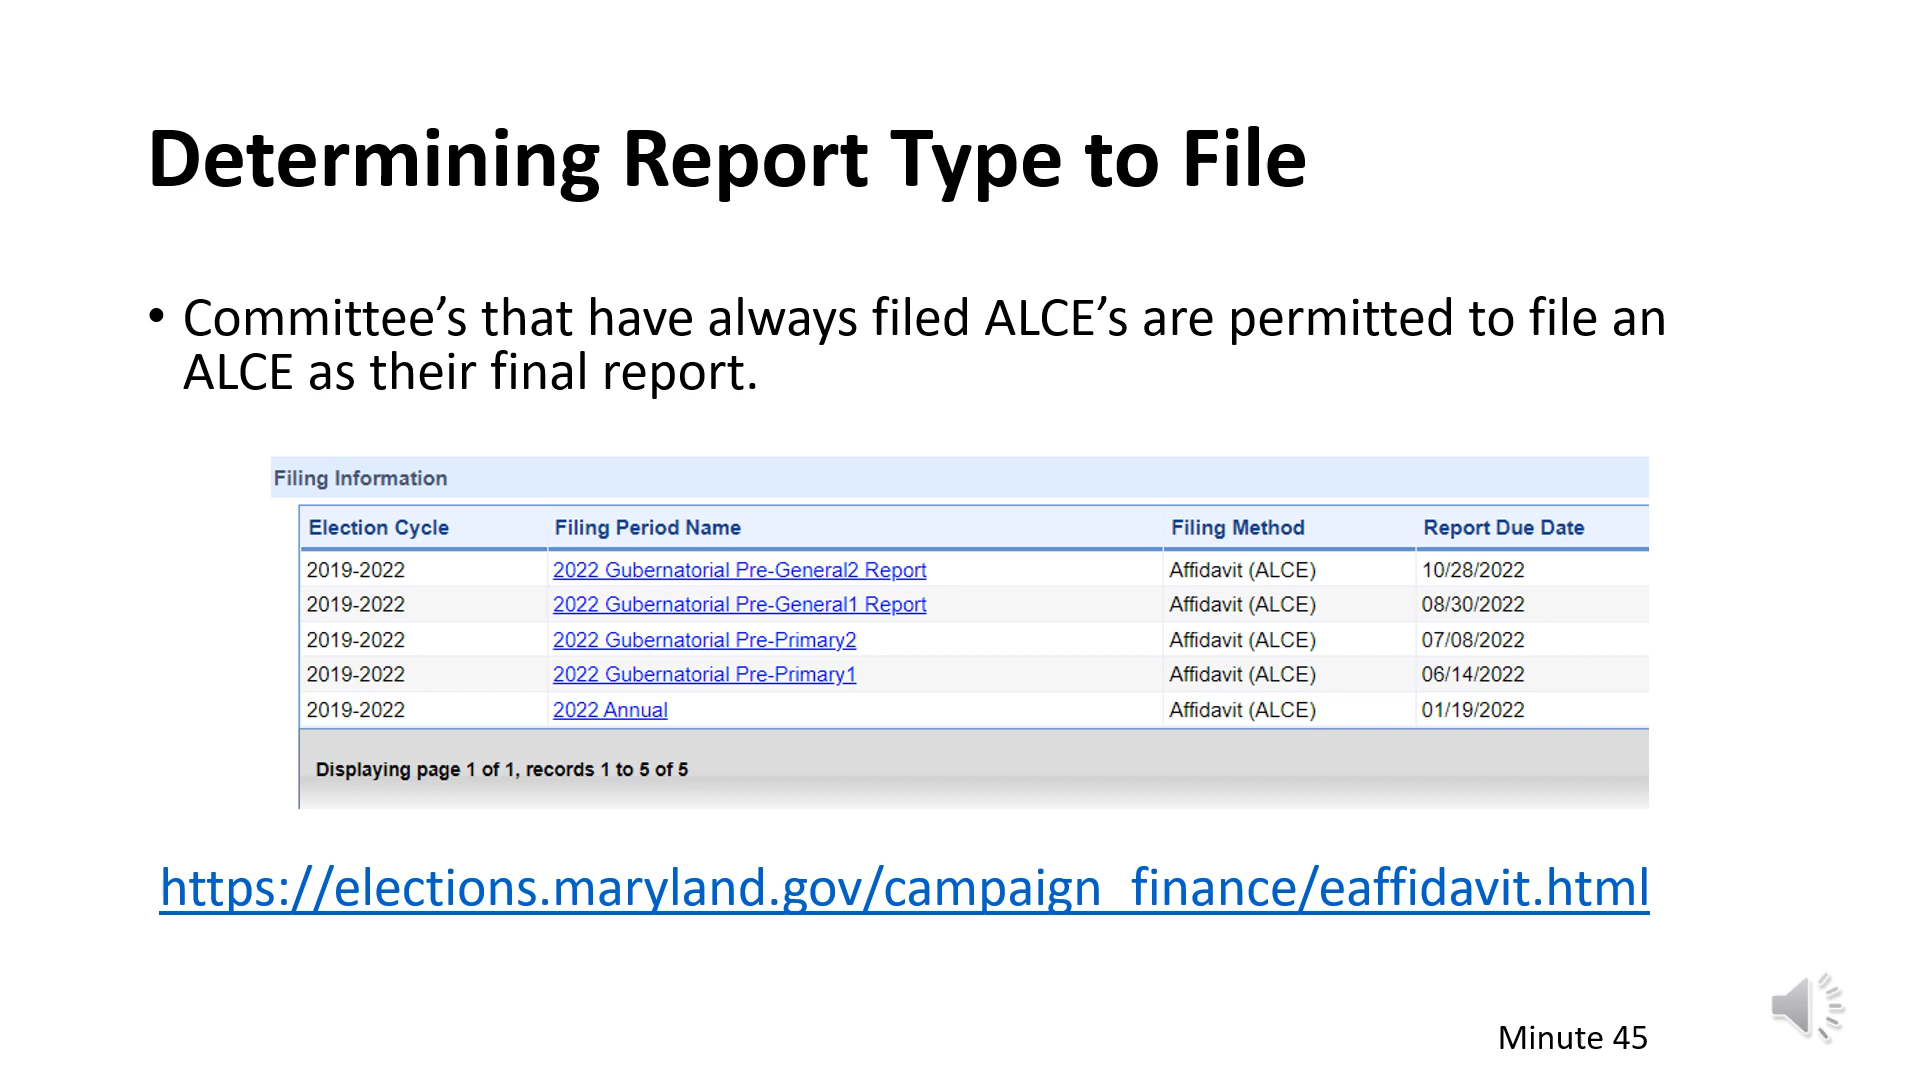 Determining Report Type to File
• Committee’s that have always filed ALCE’s are permitted to file an
ALCE as their final report.
Filing Information
Election Cycle Filing Period Name Filing Method Report Due Date
2019-2022 2022 Gubernatorial Pre-General2 Report Affidavit (ALCE) 10/28/2022
2019-2022 2022 Gubernatorial Pre-General1 Report Affidavit (ALCE) 08/30/2022
2019-2022 2022 Gubernatorial Pre-Primary2 Affidavit (ALCE) 07/08/2022
2019-2022 2022 Gubernatorial Pre-Primary1 Affidavit (ALCE) 06/14/2022
2019-2022 2022 Annual Affidavit (ALCE) 01/19/2022
Displaying page 1 of 1, records 1 to 5 of 5
https://elections.maryland.gov/campaign_finance/eaffidavit.html
Minute 45